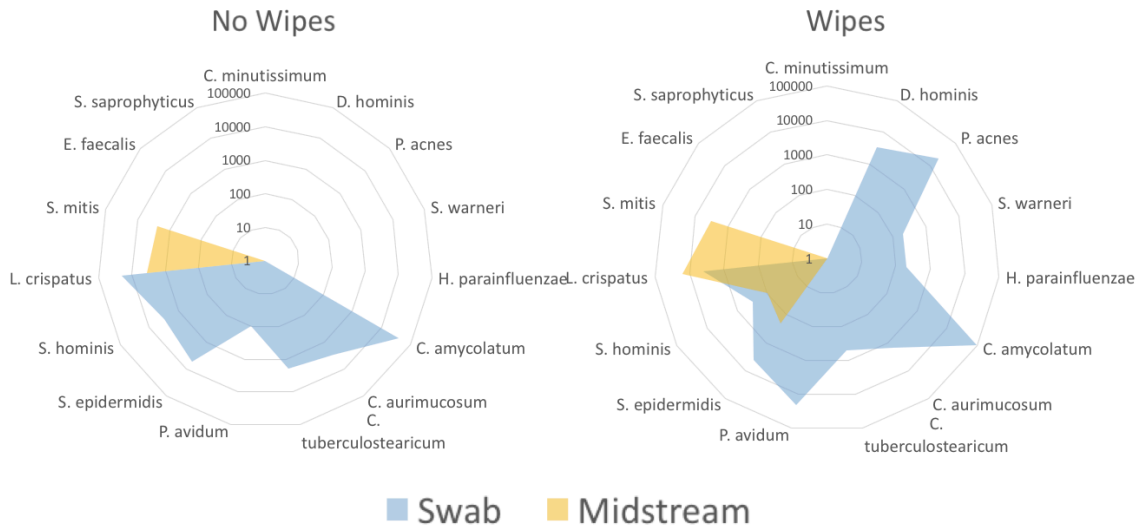 No Wipes
C. minutissimum
100000
S. saprophyticus
D. hominis
10000
E. faecalis
P. acnes
1000
100
S. mitis
S. warneri
10
1
L. crispatus
H. parainfluenzae
S. hominis
C. amycolatum
S. epidermidis
C. aurimucosum
P. avidum
C.
tuberculostearicum
Wipes
C. minutissimum
100000
S. saprophyticus
D. hominis
10000
E. faecalis
P. acnes
1000
100
S. mitis
S. warneri
10
1
L. crispatus
H. parainfluenzae
S. hominis
C. amycolatum
S. epidermidis
C. aurimucosum
P. avidum
C.
tuberculostearicum
Swab
Midstream